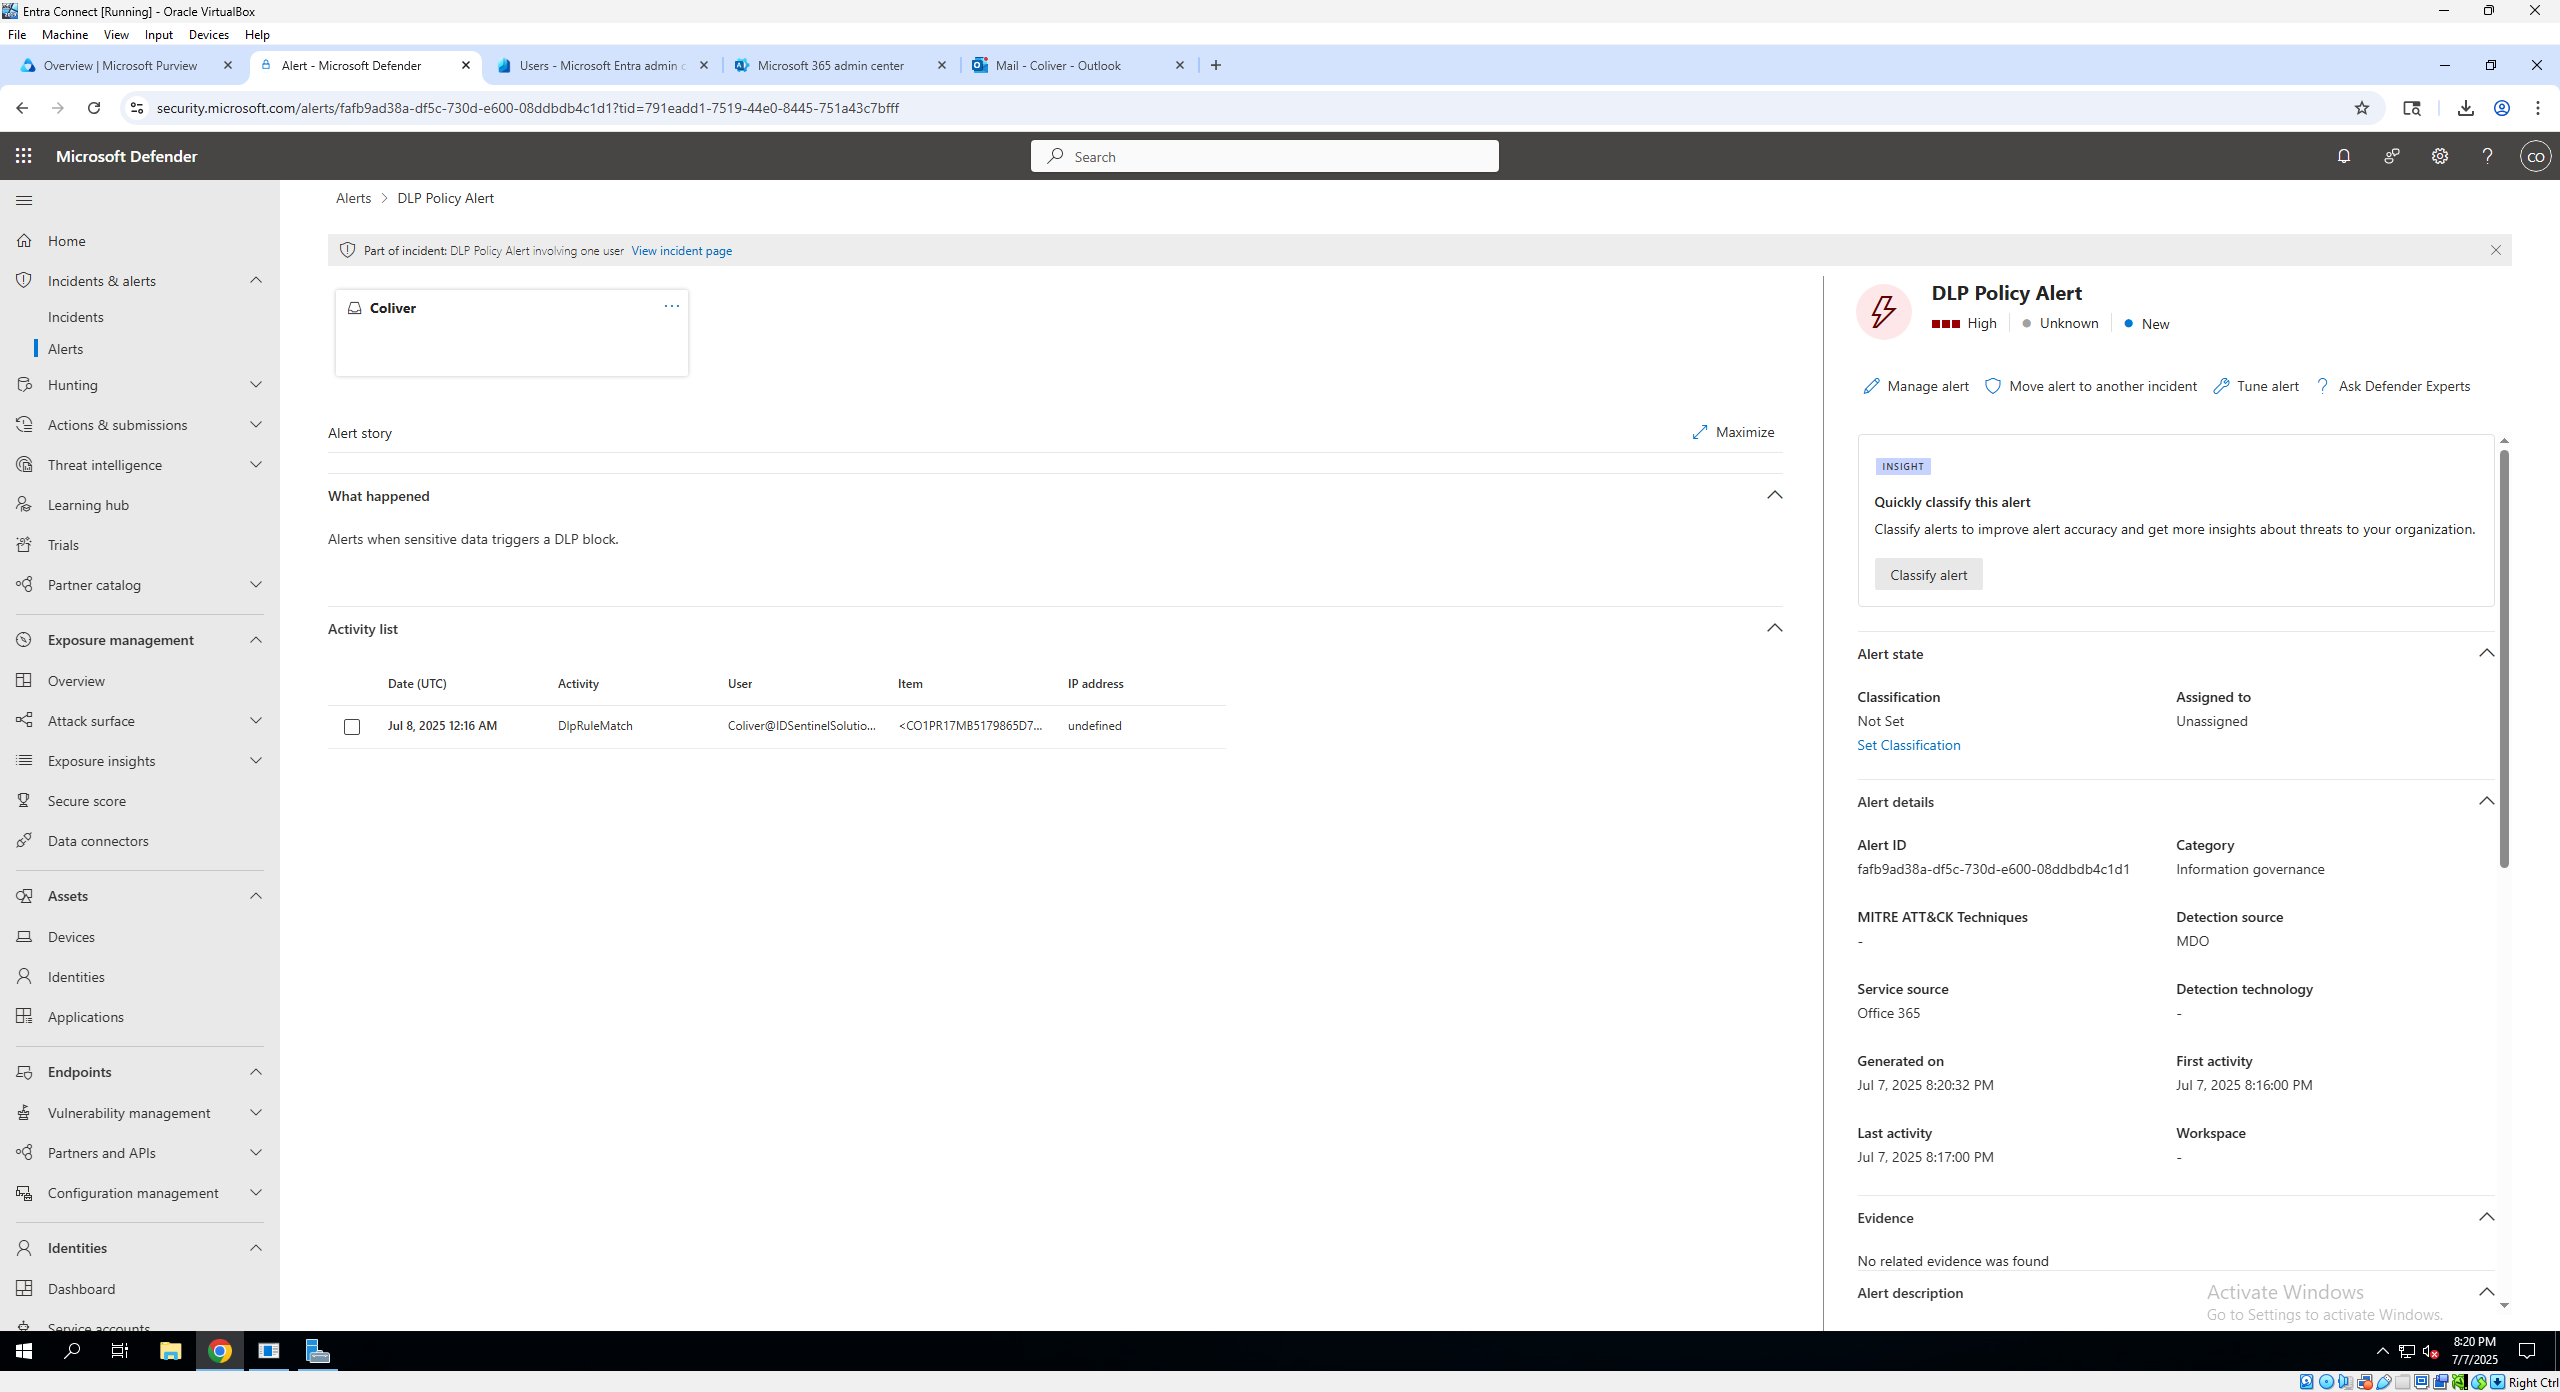 Entra Connect [Running] - Oracle VirtualBox
File Machine View Input Devices Help
Overview | Microsoft Purview
Alert - Microsoft Defender
Users - Microsoft Entra admin c
Microsoft 365 admin center
Mail - Coliver - Outlook
security.microsoft.com/alerts/fafb9ad38a-df5c-730d-e600-08ddbdb4c1d1?tid=791eadd1-7519-44e0-8445-751a43c7bfff
Microsoft Defender
Search
CO
Home
Incidents & alerts
Incidents
Alerts
Hunting
Actions & submissions
Threat intelligence
Learning hub
Trials
Partner catalog
Exposure management
Overview
Attack surface
Exposure insights
Secure score
Data connectors
Assets
Devices
Identities
Applications
Endpoints
Vulnerability management
Partners and APIs
Configuration management
Identities
Dashboard
Service accounts
Alerts > DLP Policy Alert
Part of incident: DLP Policy Alert involving one user View incident page
Coliver
Alert story
Maximize
What happened
Alerts when sensitive data triggers a DLP block.
Activity list
Date (UTC) Activity User Item IP address
Jul 8, 2025 12:16 AM DlpRuleMatch Coliver@IDSentinelSolutio... <CO1PR17MB5179865D7... undefined
DLP Policy Alert
High Unknown New
Manage alert Move alert to another incident Tune alert Ask Defender Experts
INSIGHT
Quickly classify this alert
Classify alerts to improve alert accuracy and get more insights about threats to your organization.
Classify alert
Alert state
Classification Assigned to
Not Set Unassigned
Set Classification
Alert details
Alert ID Category
fafb9ad38a-df5c-730d-e600-08ddbdb4c1d1 Information governance
MITRE ATT&CK Techniques Detection source
- MDO
Service source Detection technology
Office 365 -
Generated on First activity
Jul 7, 2025 8:20:32 PM Jul 7, 2025 8:16:00 PM
Last activity Workspace
Jul 7, 2025 8:17:00 PM -
Evidence
No related evidence was found
Alert description
Activate Windows
Go to Settings to activate Windows.
8:20 PM
7/7/2025
Right Ctrl